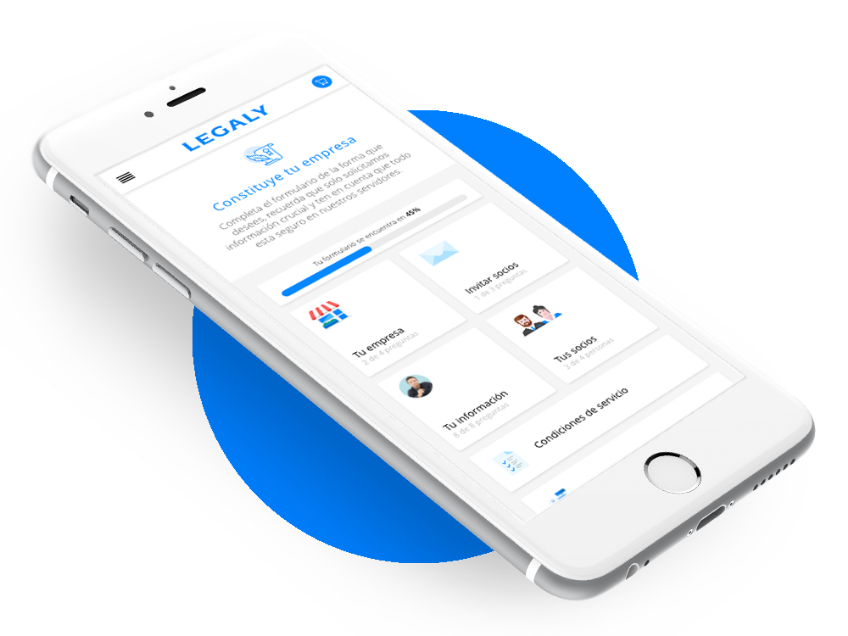 LEGALY
Constituye tu empresa
Completa el formulario de la forma que
desees, recuerda que solo solicitamos
información crucial y ten en cuenta que todo
esta seguro en nuestros servidores.
Tu formulario se encuentra en 45%
Tu empresa
2 de 4 preguntas
Invitar socios
1 de 3 preguntas
Tu información
8 de 8 preguntas
Tus socios
3 de 4 personas
Condiciones de servicio